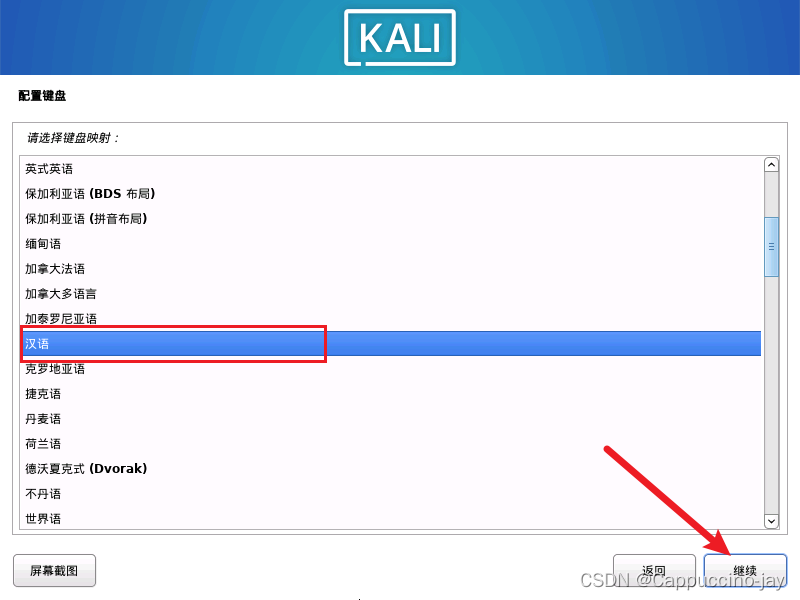 KALI
配置键盘
请选择键盘映射：
英式英语
保加利亚语 (BDS 布局)
保加利亚语 (拼音布局)
缅甸语
加拿大法语
加拿大多语言
加泰罗尼亚语
汉语
克罗地亚语
捷克语
丹麦语
荷兰语
德沃夏克式 (Dvorak)
不丹语
世界语
屏幕截图
返回
继续
CSDN @Cappuccino-jay